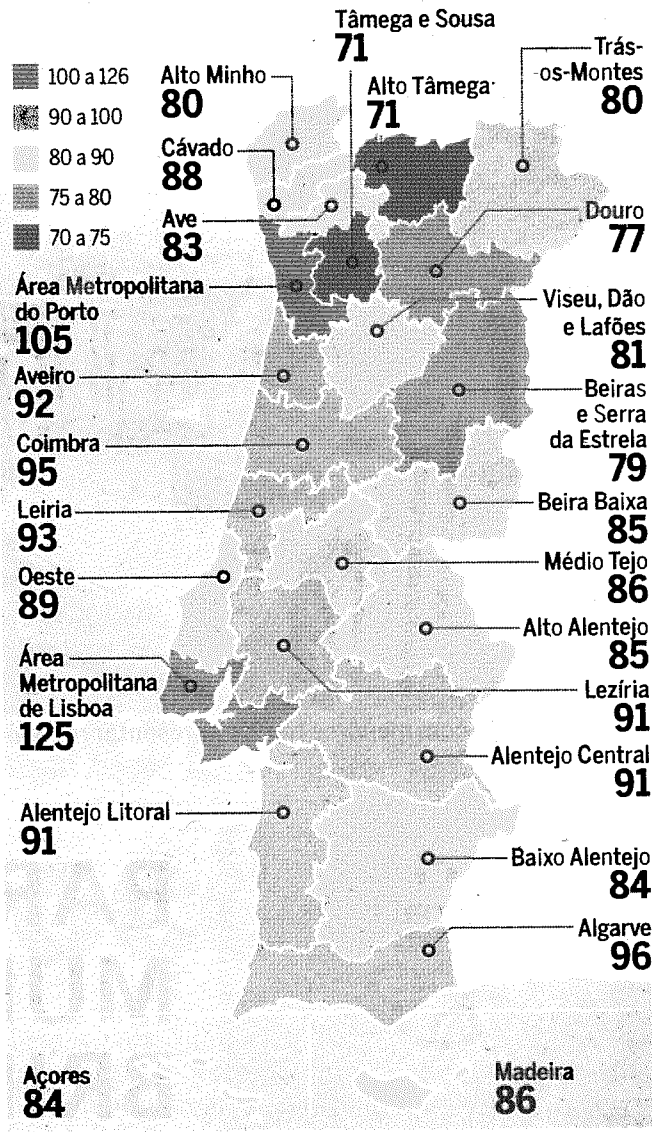 Tâmega e Sousa
71
Trás-
-os-Montes
80
100 a 126
90 a 100
80 a 90
75 a 80
70 a 75
Alto Minho
80
Alto Tâmega
71
Cávado
88
Ave
83
Douro
77
Área Metropolitana
do Porto
105
Viseu, Dão
e Lafões
81
Aveiro
92
Beiras
e Serra
da Estrela
79
Coimbra
95
Leiria
93
Beira Baixa
85
Oeste
89
Médio Tejo
86
Alto Alentejo
85
Área
Metropolitana
de Lisboa
125
Lezíria
91
Alentejo Central
91
Alentejo Litoral
91
Baixo Alentejo
84
Algarve
96
Açores
84
Madeira
86